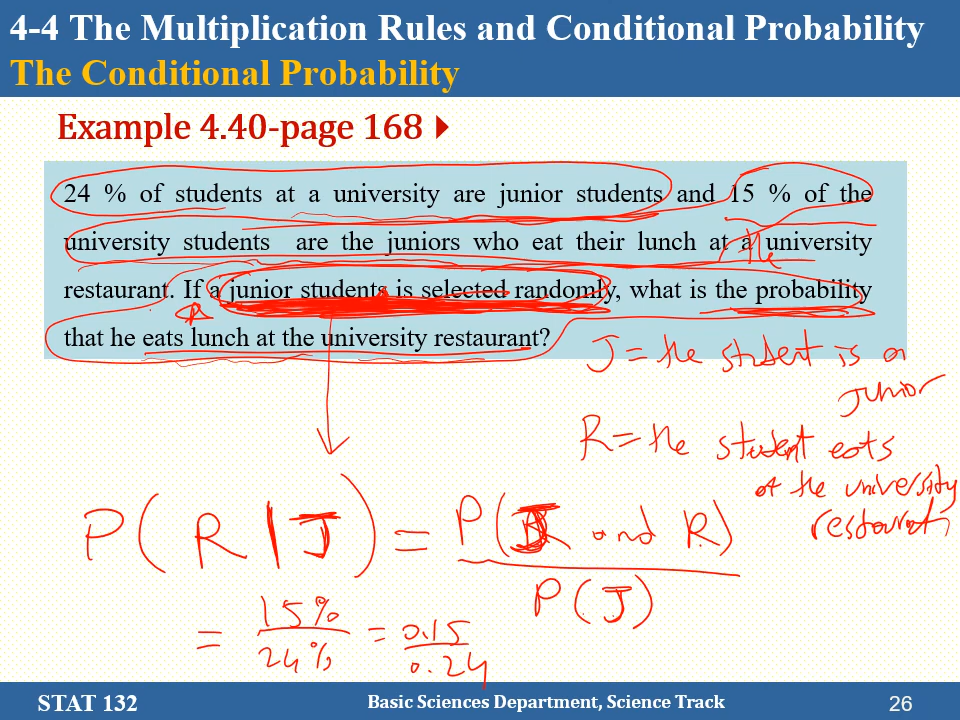 4-4 The Multiplication Rules and Conditional Probability
The Conditional Probability
Example 4.40-page 168
24 % of students at a university are junior students and 15 % of the
university students are the juniors who eat their lunch at a university
the
restaurant. If a junior students is selected randomly, what is the probability
that he eats lunch at the university restaurant?
J = the student is a
Junior
R = the student eats
at the university
restaurant
P(R|J) = P(J and R)
P(J)
= 15% = 0.15
24% 0.24
STAT 132
Basic Sciences Department, Science Track
26